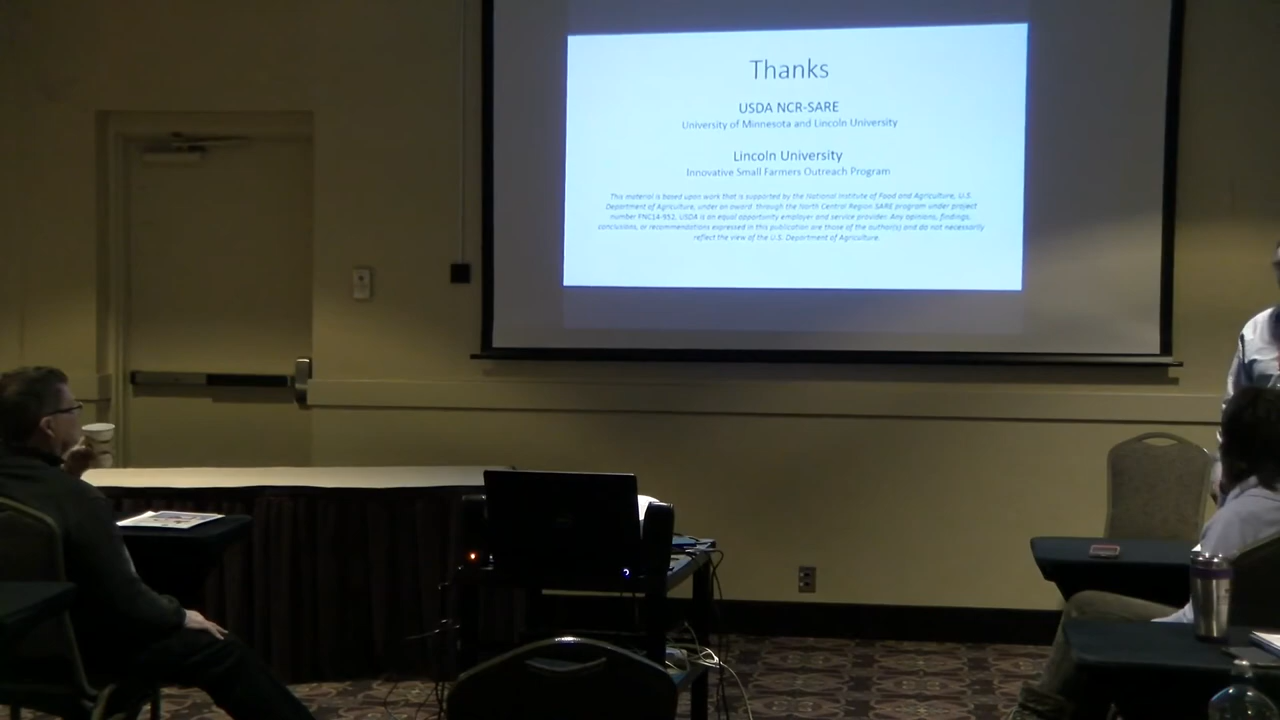 Thanks
USDA NCR-SARE
University of Minnesota and Lincoln University
Lincoln University
Innovative Small Farmers Outreach Program
This material is based upon work that is supported by the National Institute of Food and Agriculture, U.S.
Department of Agriculture, under an award through the North Central Region SARE program under project
number FNC14-952. USDA is an equal opportunity employer and service provider. Any opinions, findings,
conclusions, or recommendations expressed in this publication are those of the author(s) and do not necessarily
reflect the view of the U.S. Department of Agriculture.